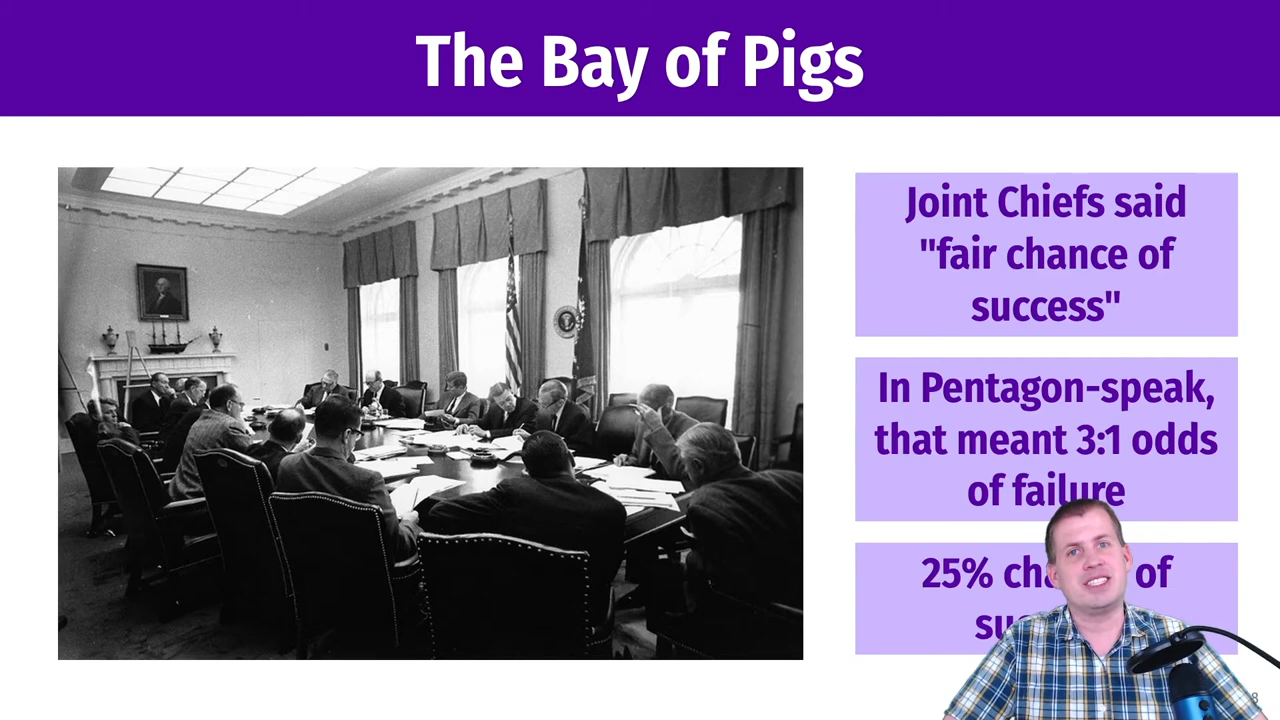 The Bay of Pigs
Joint Chiefs said
"fair chance of
success"
In Pentagon-speak,
that meant 3:1 odds
of failure
25% of
8